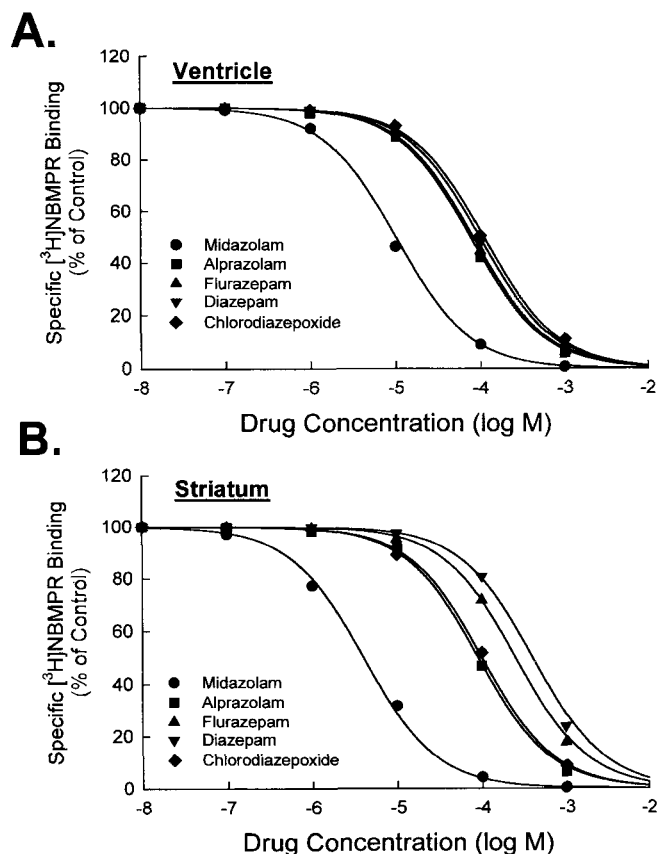 A.
Ventricle
120
100
80
60
40
20
0
Specific [³H]NBMPR Binding
(% of Control)
Midazolam
Alprazolam
Flurazepam
Diazepam
Chlorodiazepoxide
-8 -7 -6 -5 -4 -3 -2
Drug Concentration (log M)
B.
Striatum
120
100
80
60
40
20
0
Specific [³H]NBMPR Binding
(% of Control)
Midazolam
Alprazolam
Flurazepam
Diazepam
Chlorodiazepoxide
-8 -7 -6 -5 -4 -3 -2
Drug Concentration (log M)